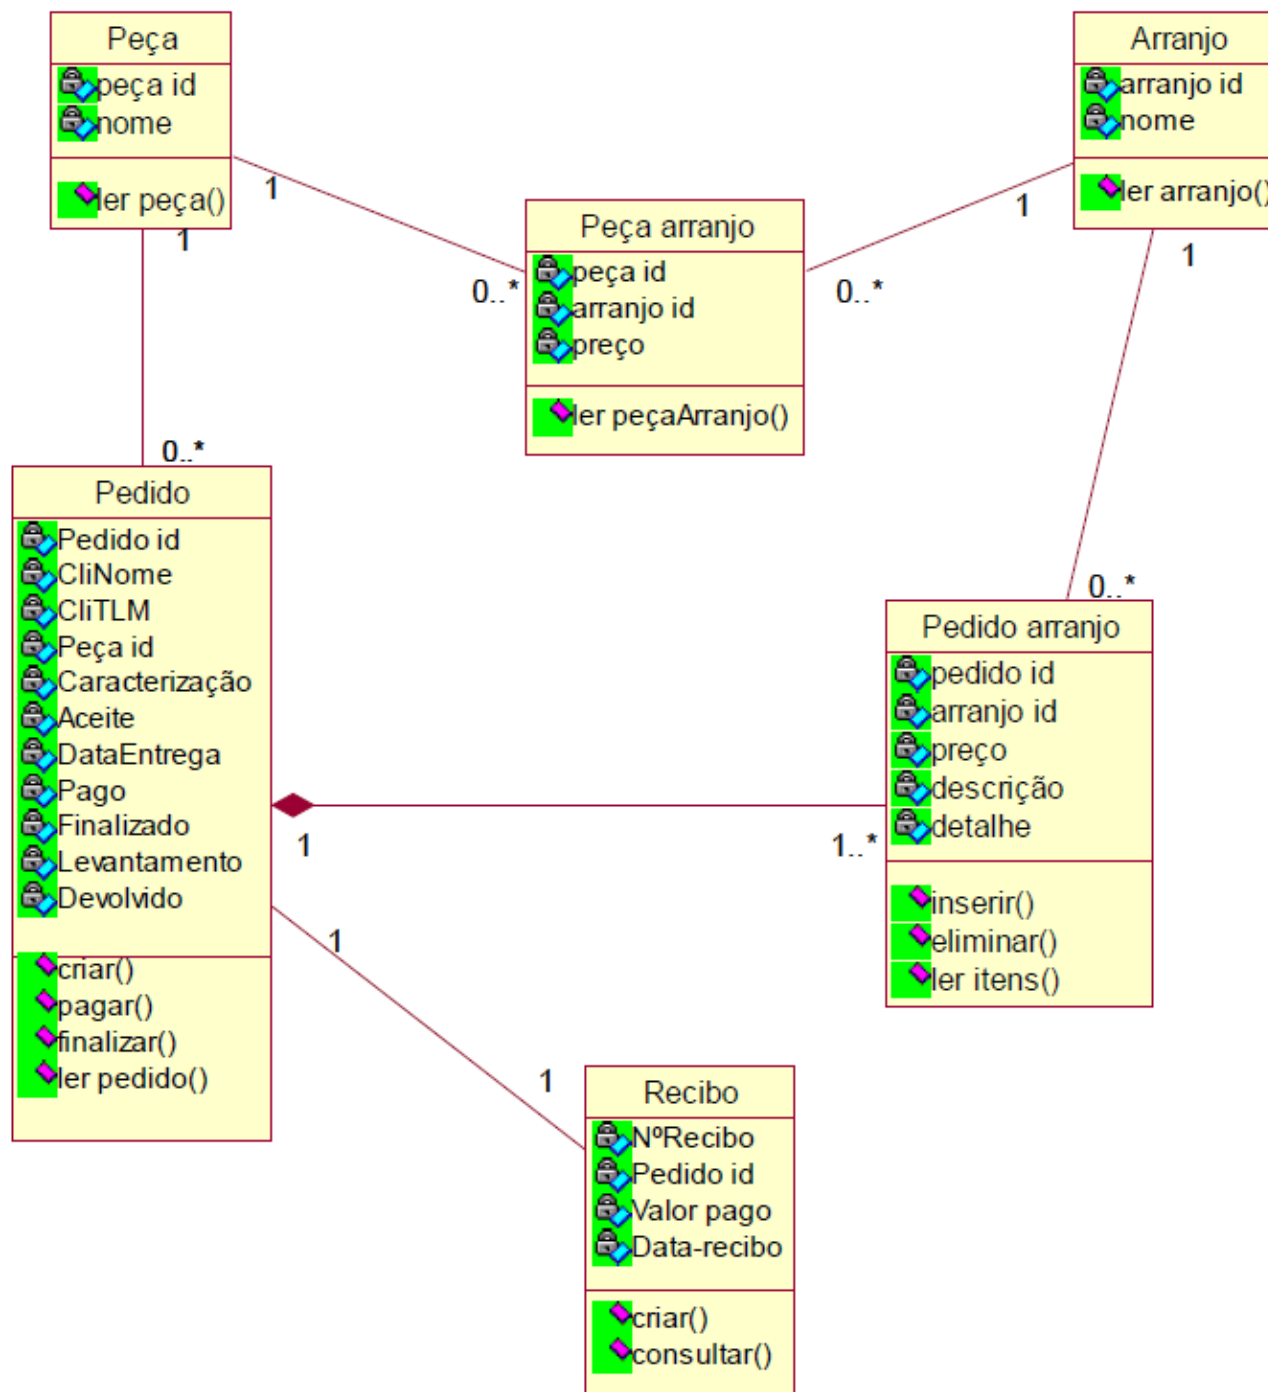 Peça
peça id
nome
ler peça()
1
1
0..*
Arranjo
arranjo id
nome
ler arranjo()
1
1
0..*
Peça arranjo
peça id
arranjo id
preço
ler peçaArranjo()
0..*
Pedido
Pedido id
CliNome
CliTLM
Peça id
Caracterização
Aceite
DataEntrega
Pago
Finalizado
Levantamento
Devolvido
criar()
pagar()
finalizar()
ler pedido()
1
1..*
1
1
0..*
Pedido arranjo
pedido id
arranjo id
preço
descrição
detalhe
inserir()
eliminar()
ler itens()
Recibo
NºRecibo
Pedido id
Valor pago
Data-recibo
criar()
consultar()